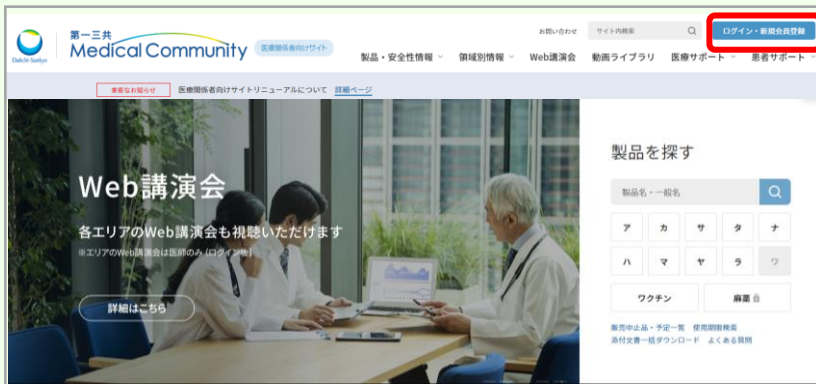 お問い合わせ
サイト内検索
ログイン・新規会員登録
Daiichi-Sankyo
第一三共
Medical Community
医療関係者向けサイト
製品・安全性情報
領域別情報
Web講演会
動画ライブラリ
医療サポート
患者サポート
重要なお知らせ
医療関係者向けサイトリニューアルについて
詳細ページ
Web講演会
各エリアのWeb講演会も視聴いただけます
※エリアのWeb講演会は医師のみ(ログイン後)
詳細はこちら
製品を探す
製品名・一般名
ア カ サ タ ナ
ハ マ ヤ ラ ワ
ワクチン 麻薬
販売中止品・予定一覧 使用期限検索
添付文書一括ダウンロード よくある質問